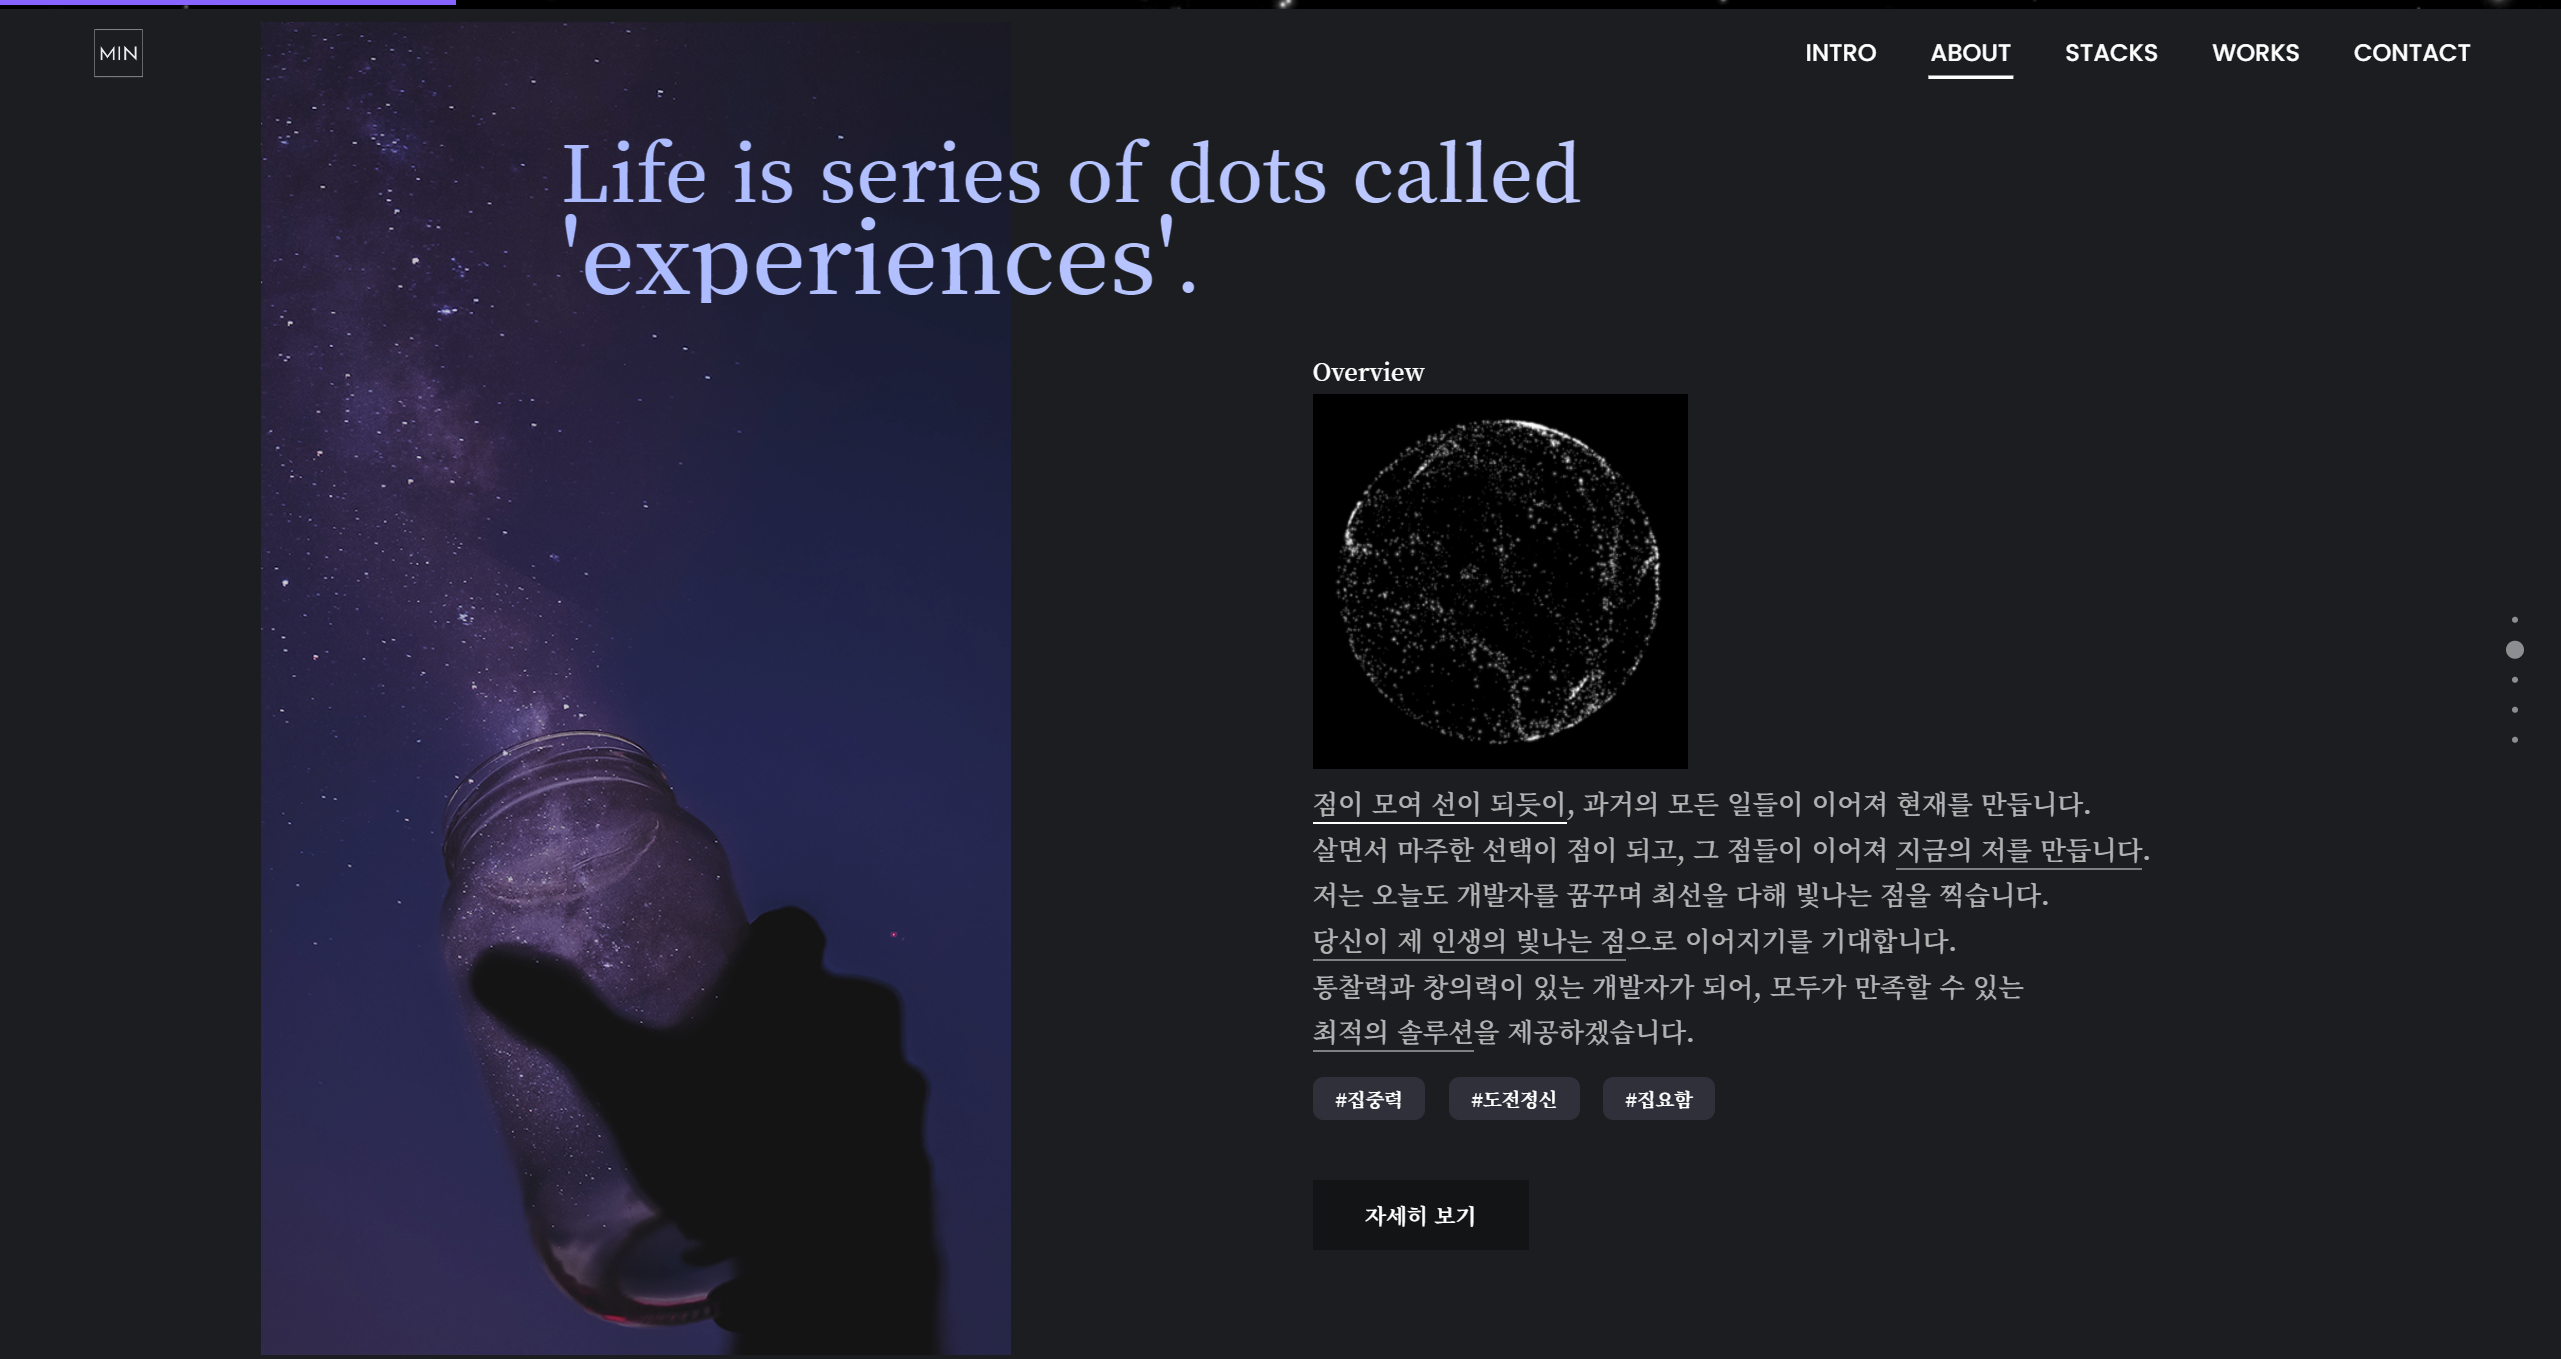 MIN
INTRO ABOUT STACKS WORKS CONTACT
Life is series of dots called
'experiences'.
Overview
점이 모여 선이 되듯이, 과거의 모든 일들이 이어져 현재를 만듭니다.
살면서 마주한 선택이 점이 되고, 그 점들이 이어져 지금의 저를 만듭니다.
저는 오늘도 개발자를 꿈꾸며 최선을 다해 빛나는 점을 찍습니다.
당신이 제 인생의 빛나는 점으로 이어지기를 기대합니다.
통찰력과 창의력이 있는 개발자가 되어, 모두가 만족할 수 있는
최적의 솔루션을 제공하겠습니다.
#집중력 #도전정신 #집요함
자세히 보기